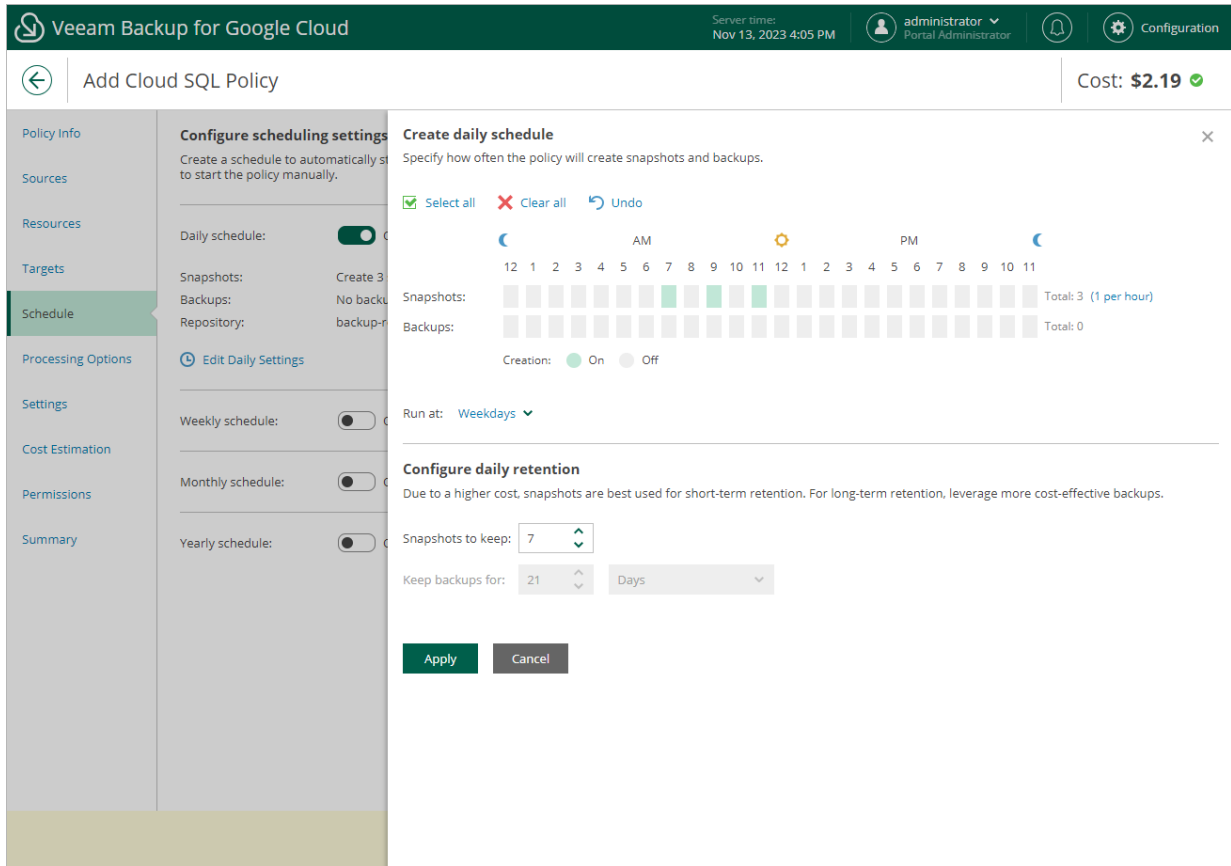 Veeam Backup for Google Cloud
Server time:
Nov 13, 2023 4:05 PM
administrator
Portal Administrator
Configuration
Add Cloud SQL Policy
Cost: $2.19
Policy Info
Sources
Resources
Targets
Schedule
Processing Options
Settings
Cost Estimation
Permissions
Summary
Configure scheduling settings
Create a schedule to automatically
to start the policy manually.
Daily schedule:
Snapshots: Create 3
Backups: No
Repository:
Edit Daily Settings
Weekly schedule:
Monthly schedule:
Yearly schedule:
Create daily schedule
Specify how often the policy will create snapshots and backups.
Select all Clear all Undo
AM PM
12 1 2 3 4 5 6 7 8 9 10 11 12 1 2 3 4 5 6 7 8 9 10 11
Snapshots: Total: 3 (1 per hour)
Backups: Total: 0
Creation: On Off
Run at: Weekdays
Configure daily retention
Due to a higher cost, snapshots are best used for short-term retention. For long-term retention, leverage more cost-effective backups.
Snapshots to keep: 7
Keep backups for: 21 Days
Apply Cancel